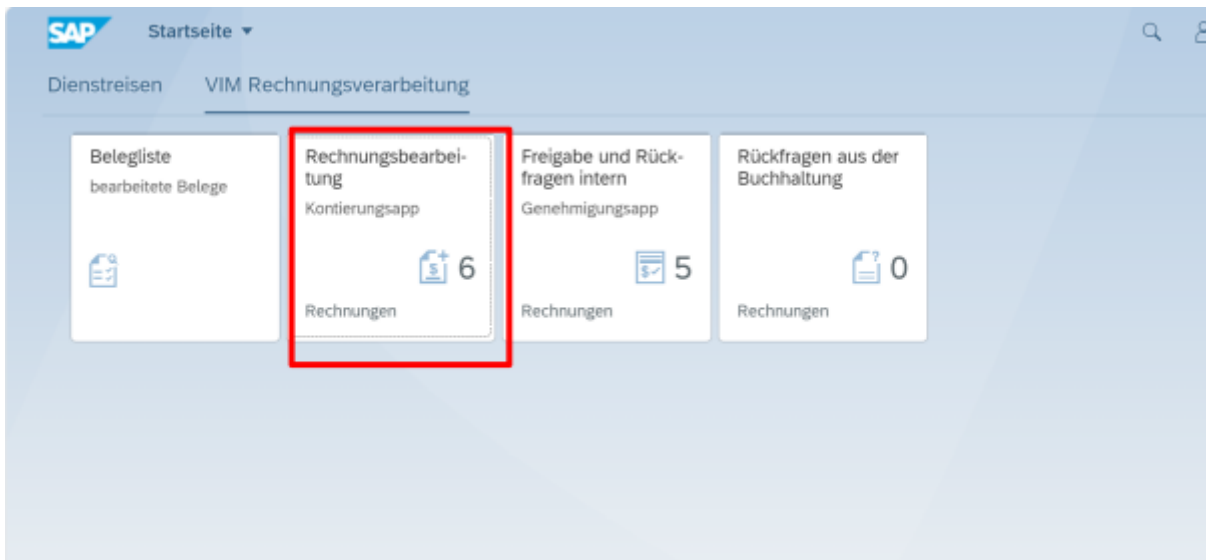 SAP Startseite
Dienstreisen VIM Rechnungsverarbeitung
Belegliste
bearbeitete Belege
Rechnungsbearbei-
tung
Kontierungsapp
6
Rechnungen
Freigabe und Rück-
fragen intern
Genehmigungsapp
5
Rechnungen
Rückfragen aus der
Buchhaltung
0
Rechnungen